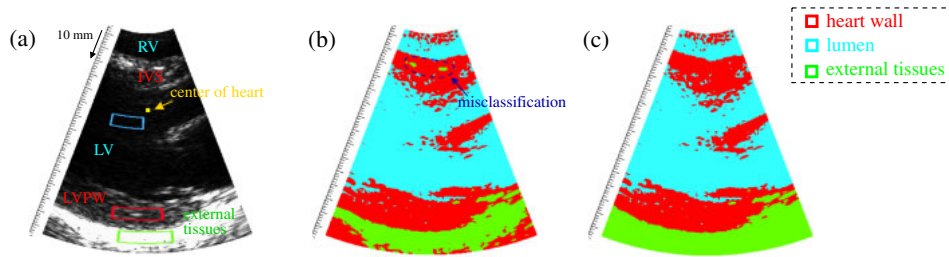 (a)
10 mm
RV
IVS
center of heart
LV
LVPW
external
tissues
(b)
misclassification
(c)
heart wall
lumen
external tissues